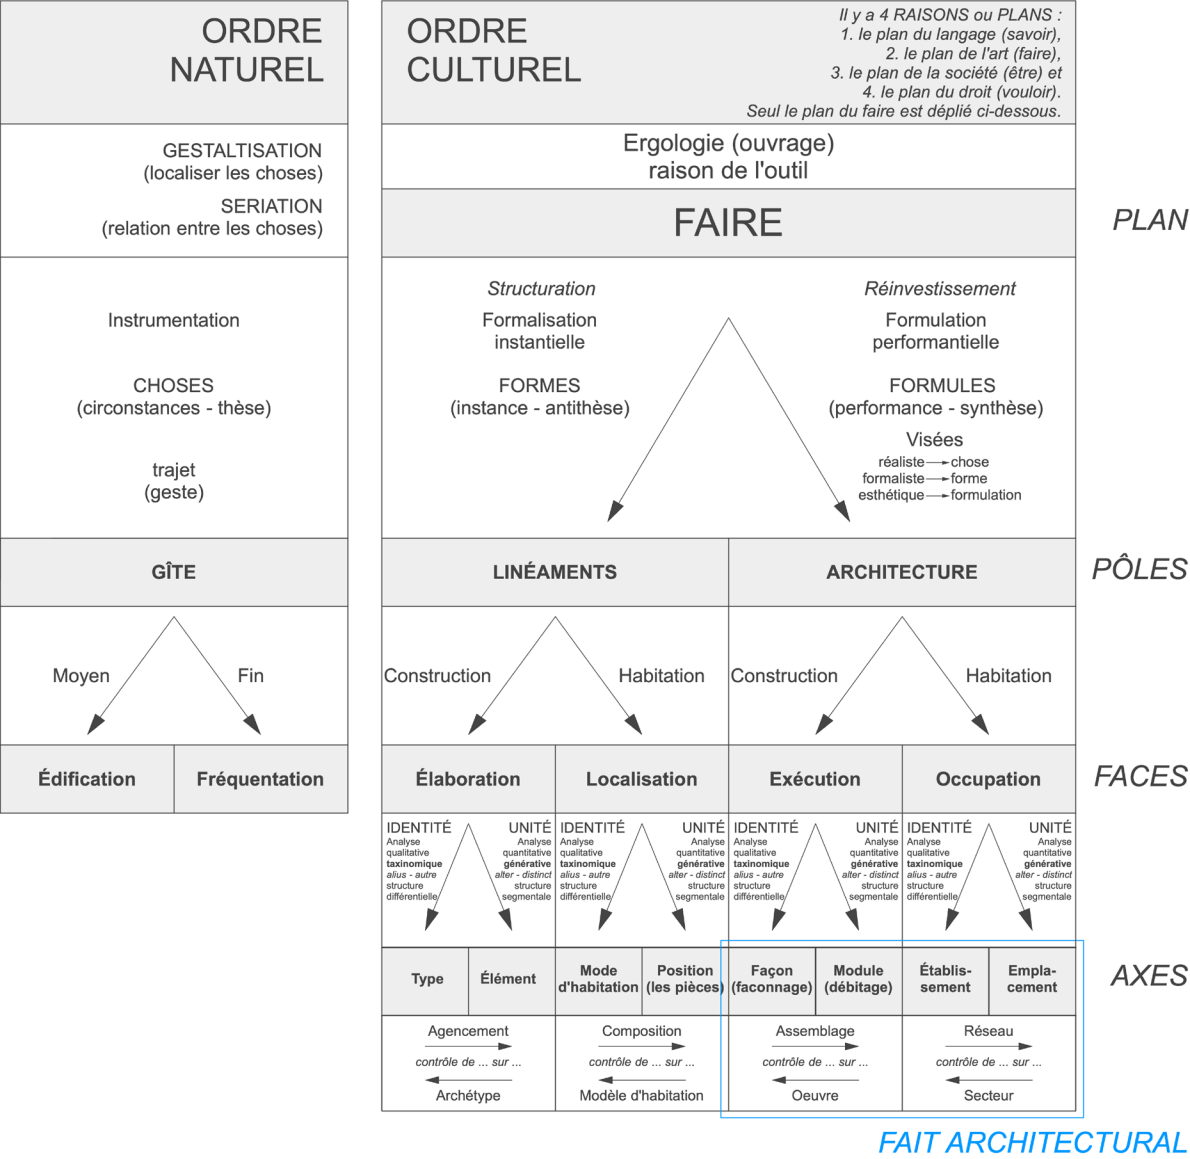 ORDRE
NATUREL
GESTALTISATION
(localiser les choses)
SERIATION
(relation entre les choses)
Instrumentation
CHOSES
(circonstances - thèse)
trajet
(geste)
GÎTE
Moyen
Fin
Édification
Fréquentation
ORDRE
CULTUREL
Il y a 4 RAISONS ou PLANS :
1. le plan du langage (savoir),
2. le plan de l'art (faire),
3. le plan de la société (être) et
4. le plan du droit (vouloir).
Seul le plan du faire est déplié ci-dessous.
Ergologie (ouvrage)
raison de l'outil
FAIRE
PLAN
Structuration
Formalisation
instantielle
FORMES
(instance - antithèse)
Réinvestissement
Formulation
performantielle
FORMULES
(performance - synthèse)
Visées
réaliste chose
formaliste forme
esthétique formulation
LINÉAMENTS
ARCHITECTURE
PÔLES
Construction
Habitation
Construction
Habitation
Élaboration
Localisation
Exécution
Occupation
FACES
IDENTITÉ
Analyse
qualitative
taxinomique
alius - autre
structure
différentielle
UNITÉ
Analyse
quantitative
générative
alter - distinct
structure
segmentale
IDENTITÉ
Analyse
qualitative
taxinomique
alius - autre
structure
différentielle
UNITÉ
Analyse
quantitative
générative
alter - distinct
structure
segmentale
IDENTITÉ
Analyse
qualitative
taxinomique
alius - autre
structure
différentielle
UNITÉ
Analyse
quantitative
générative
alter - distinct
structure
segmentale
IDENTITÉ
Analyse
qualitative
taxinomique
alius - autre
structure
différentielle
UNITÉ
Analyse
quantitative
générative
alter - distinct
structure
segmentale
Type
Élément
Mode
d'habitation
Position
(les pièces)
Façon
(faconnage)
Module
(débitage)
Établis-
sement
Empla-
cement
AXES
Agencement
contrôle de ... sur ...
Archétype
Composition
contrôle de ... sur ...
Modèle d'habitation
Assemblage
contrôle de ... sur ...
Oeuvre
Réseau
contrôle de ... sur ...
Secteur
FAIT ARCHITECTURAL